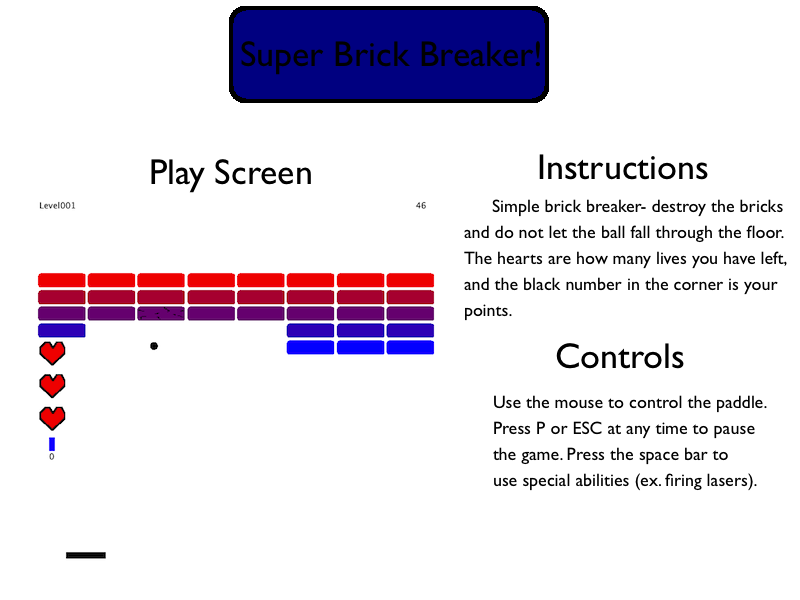 Super Brick Breaker!
Play Screen
Level001
46
0
Instructions
Simple brick breaker- destroy the bricks
and do not let the ball fall through the floor.
The hearts are how many lives you have left,
and the black number in the corner is your
points.
Controls
Use the mouse to control the paddle.
Press P or ESC at any time to pause
the game. Press the space bar to
use special abilities (ex. firing lasers).